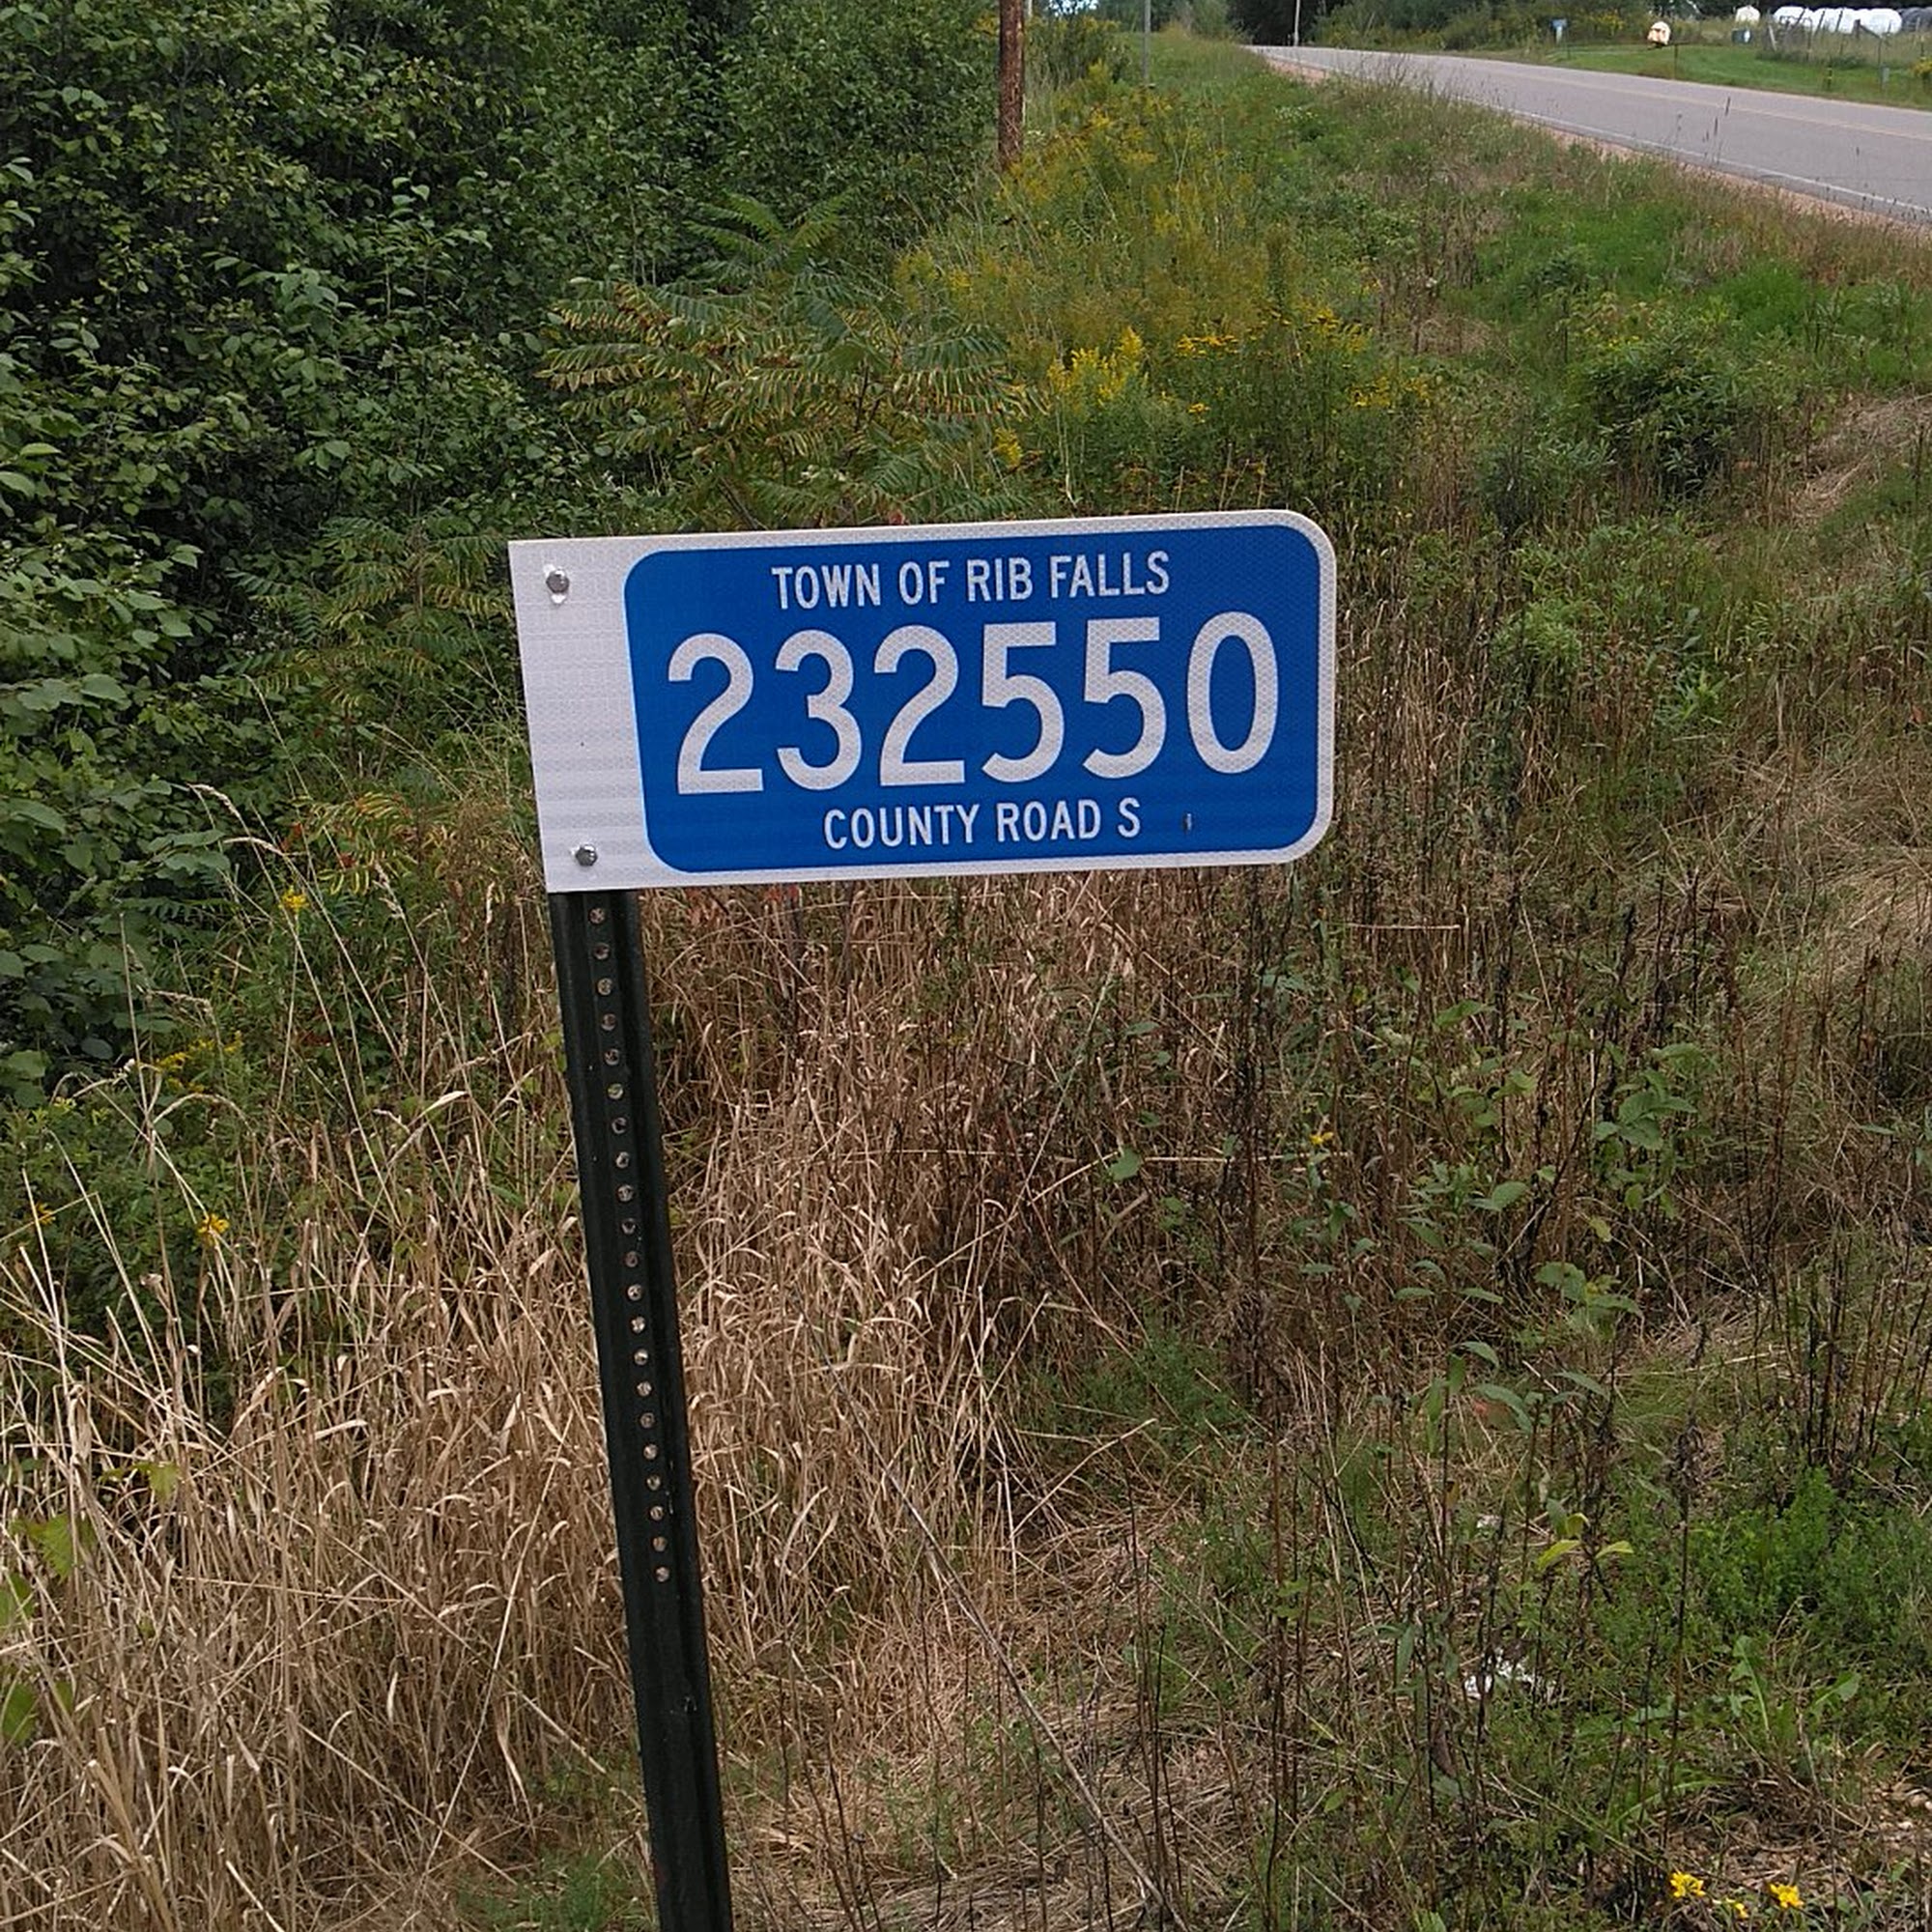 TOWN OF RIB FALLS
232550
COUNTY ROAD S